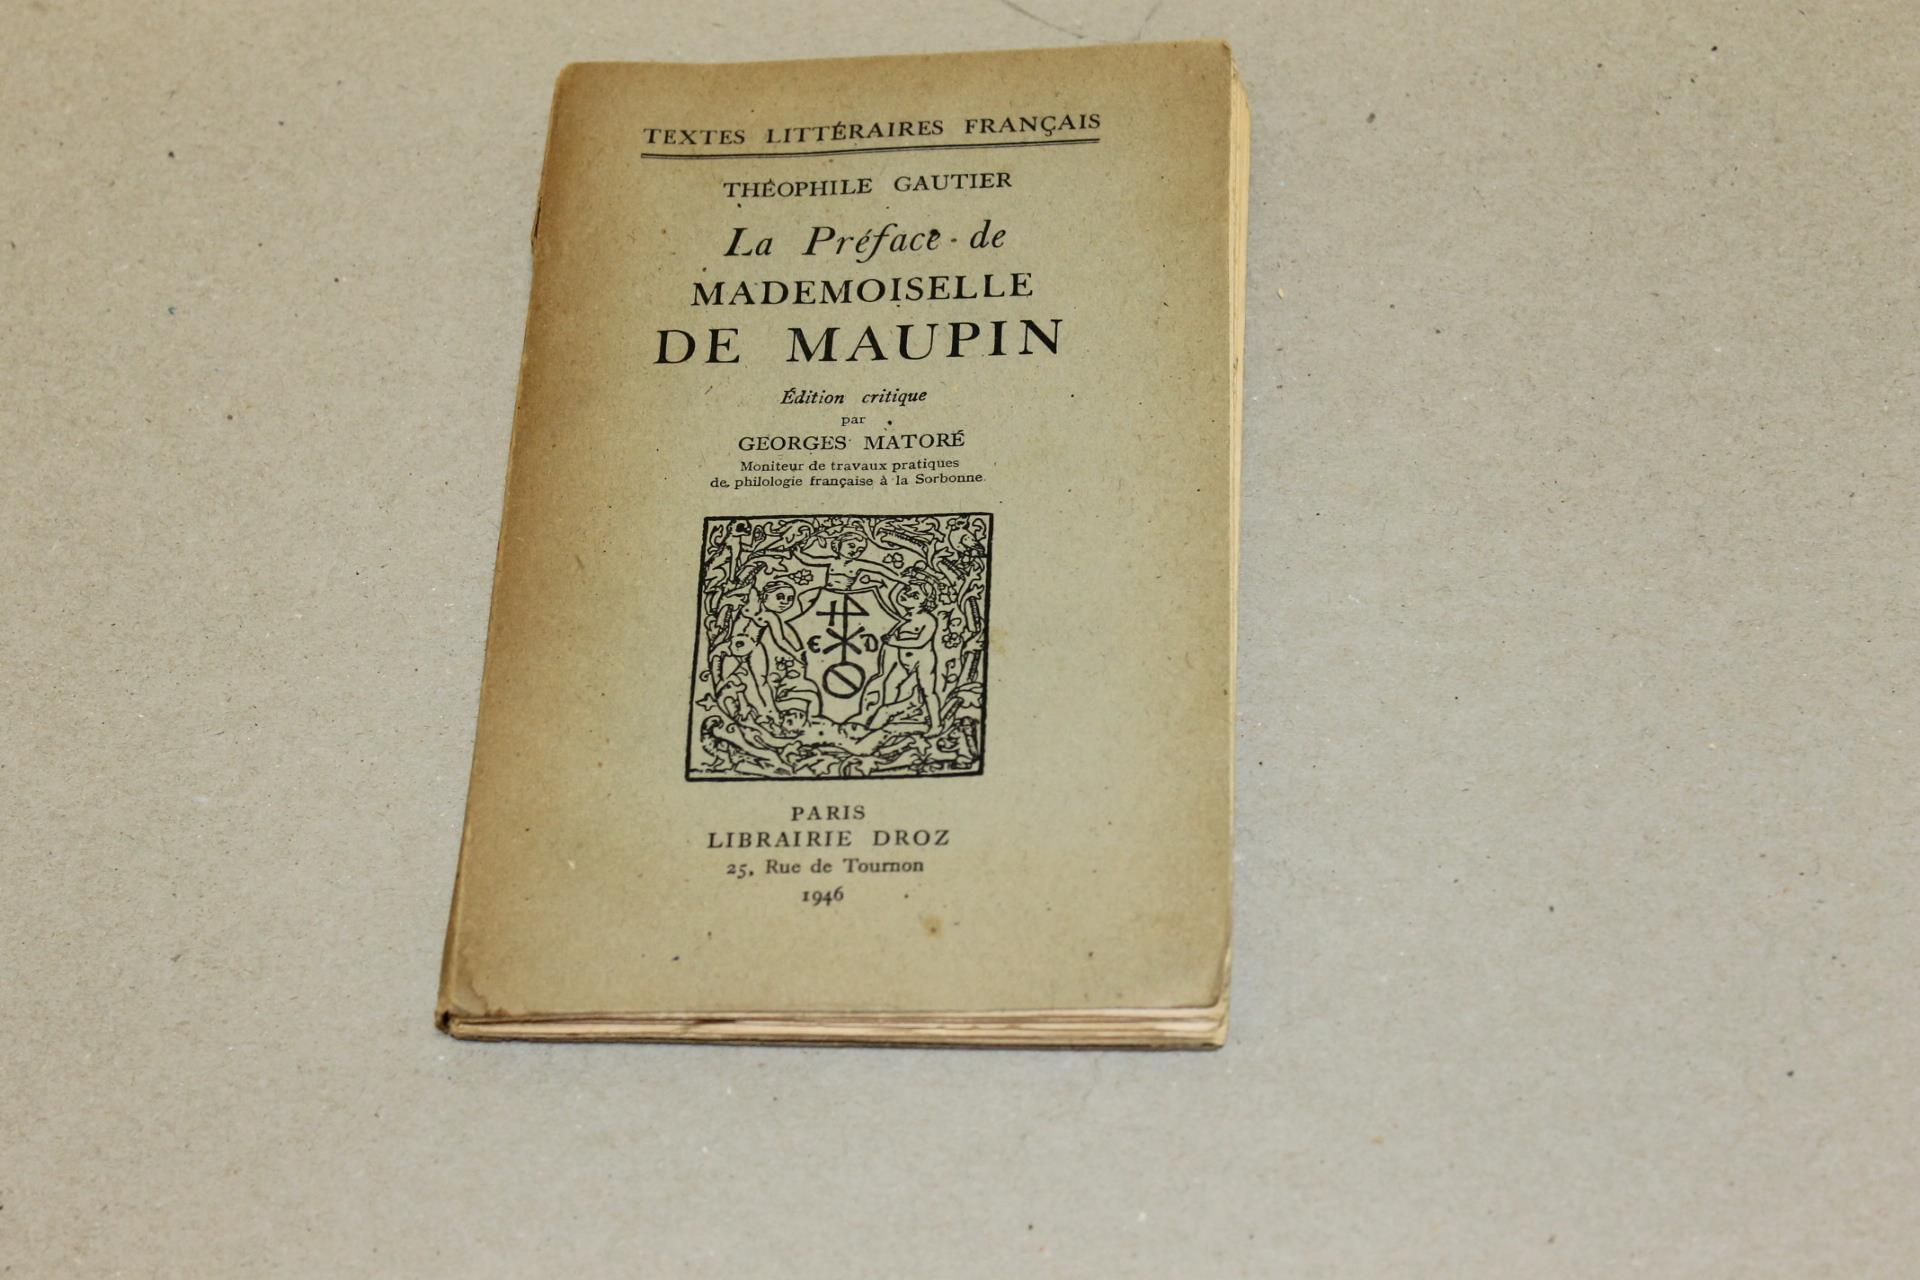 TEXTES LITTÉRAIRES FRANÇAIS
THÉOPHILE GAUTIER
La Préface de
MADEMOISELLE
DE MAUPIN
Édition critique
par
GEORGES MATORÉ
Moniteur de travaux pratiques
de philologie française à la Sorbonne
E D
PARIS
LIBRAIRIE DROZ
25, Rue de Tournon
1946